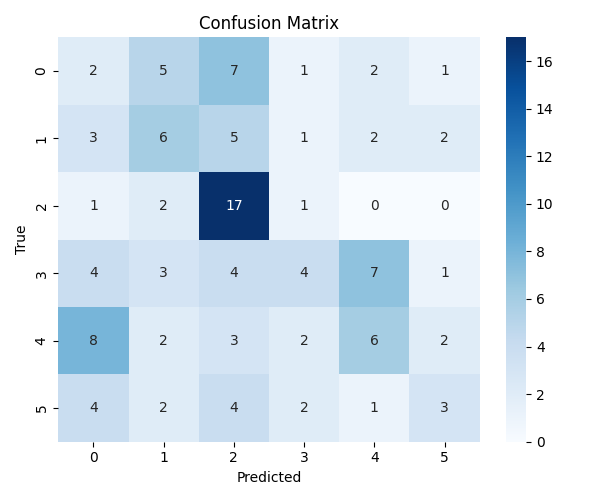 Confusion Matrix
0 2 5 7 1 2 1
1 3 6 5 1 2 2
2 1 2 17 1 0 0
3 4 3 4 4 7 1
4 8 2 3 2 6 2
5 4 2 4 2 1 3
0 1 2 3 4 5
Predicted
True
16
14
12
10
8
6
4
2
0